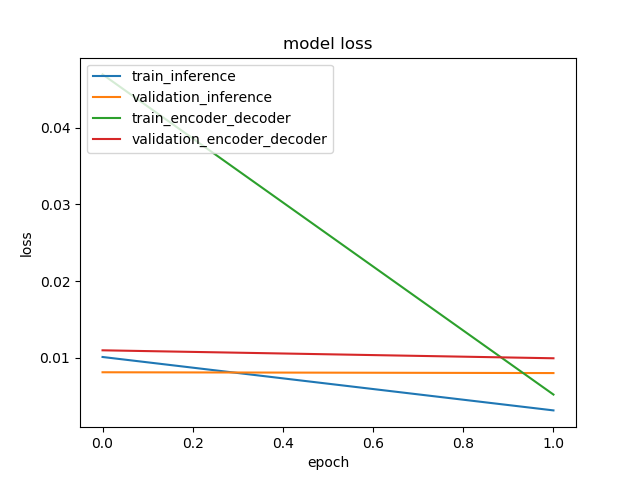 model loss
train_inference
validation_inference
train_encoder_decoder
validation_encoder_decoder
0.04
0.03
0.02
0.01
loss
0.0 0.2 0.4 0.6 0.8 1.0
epoch